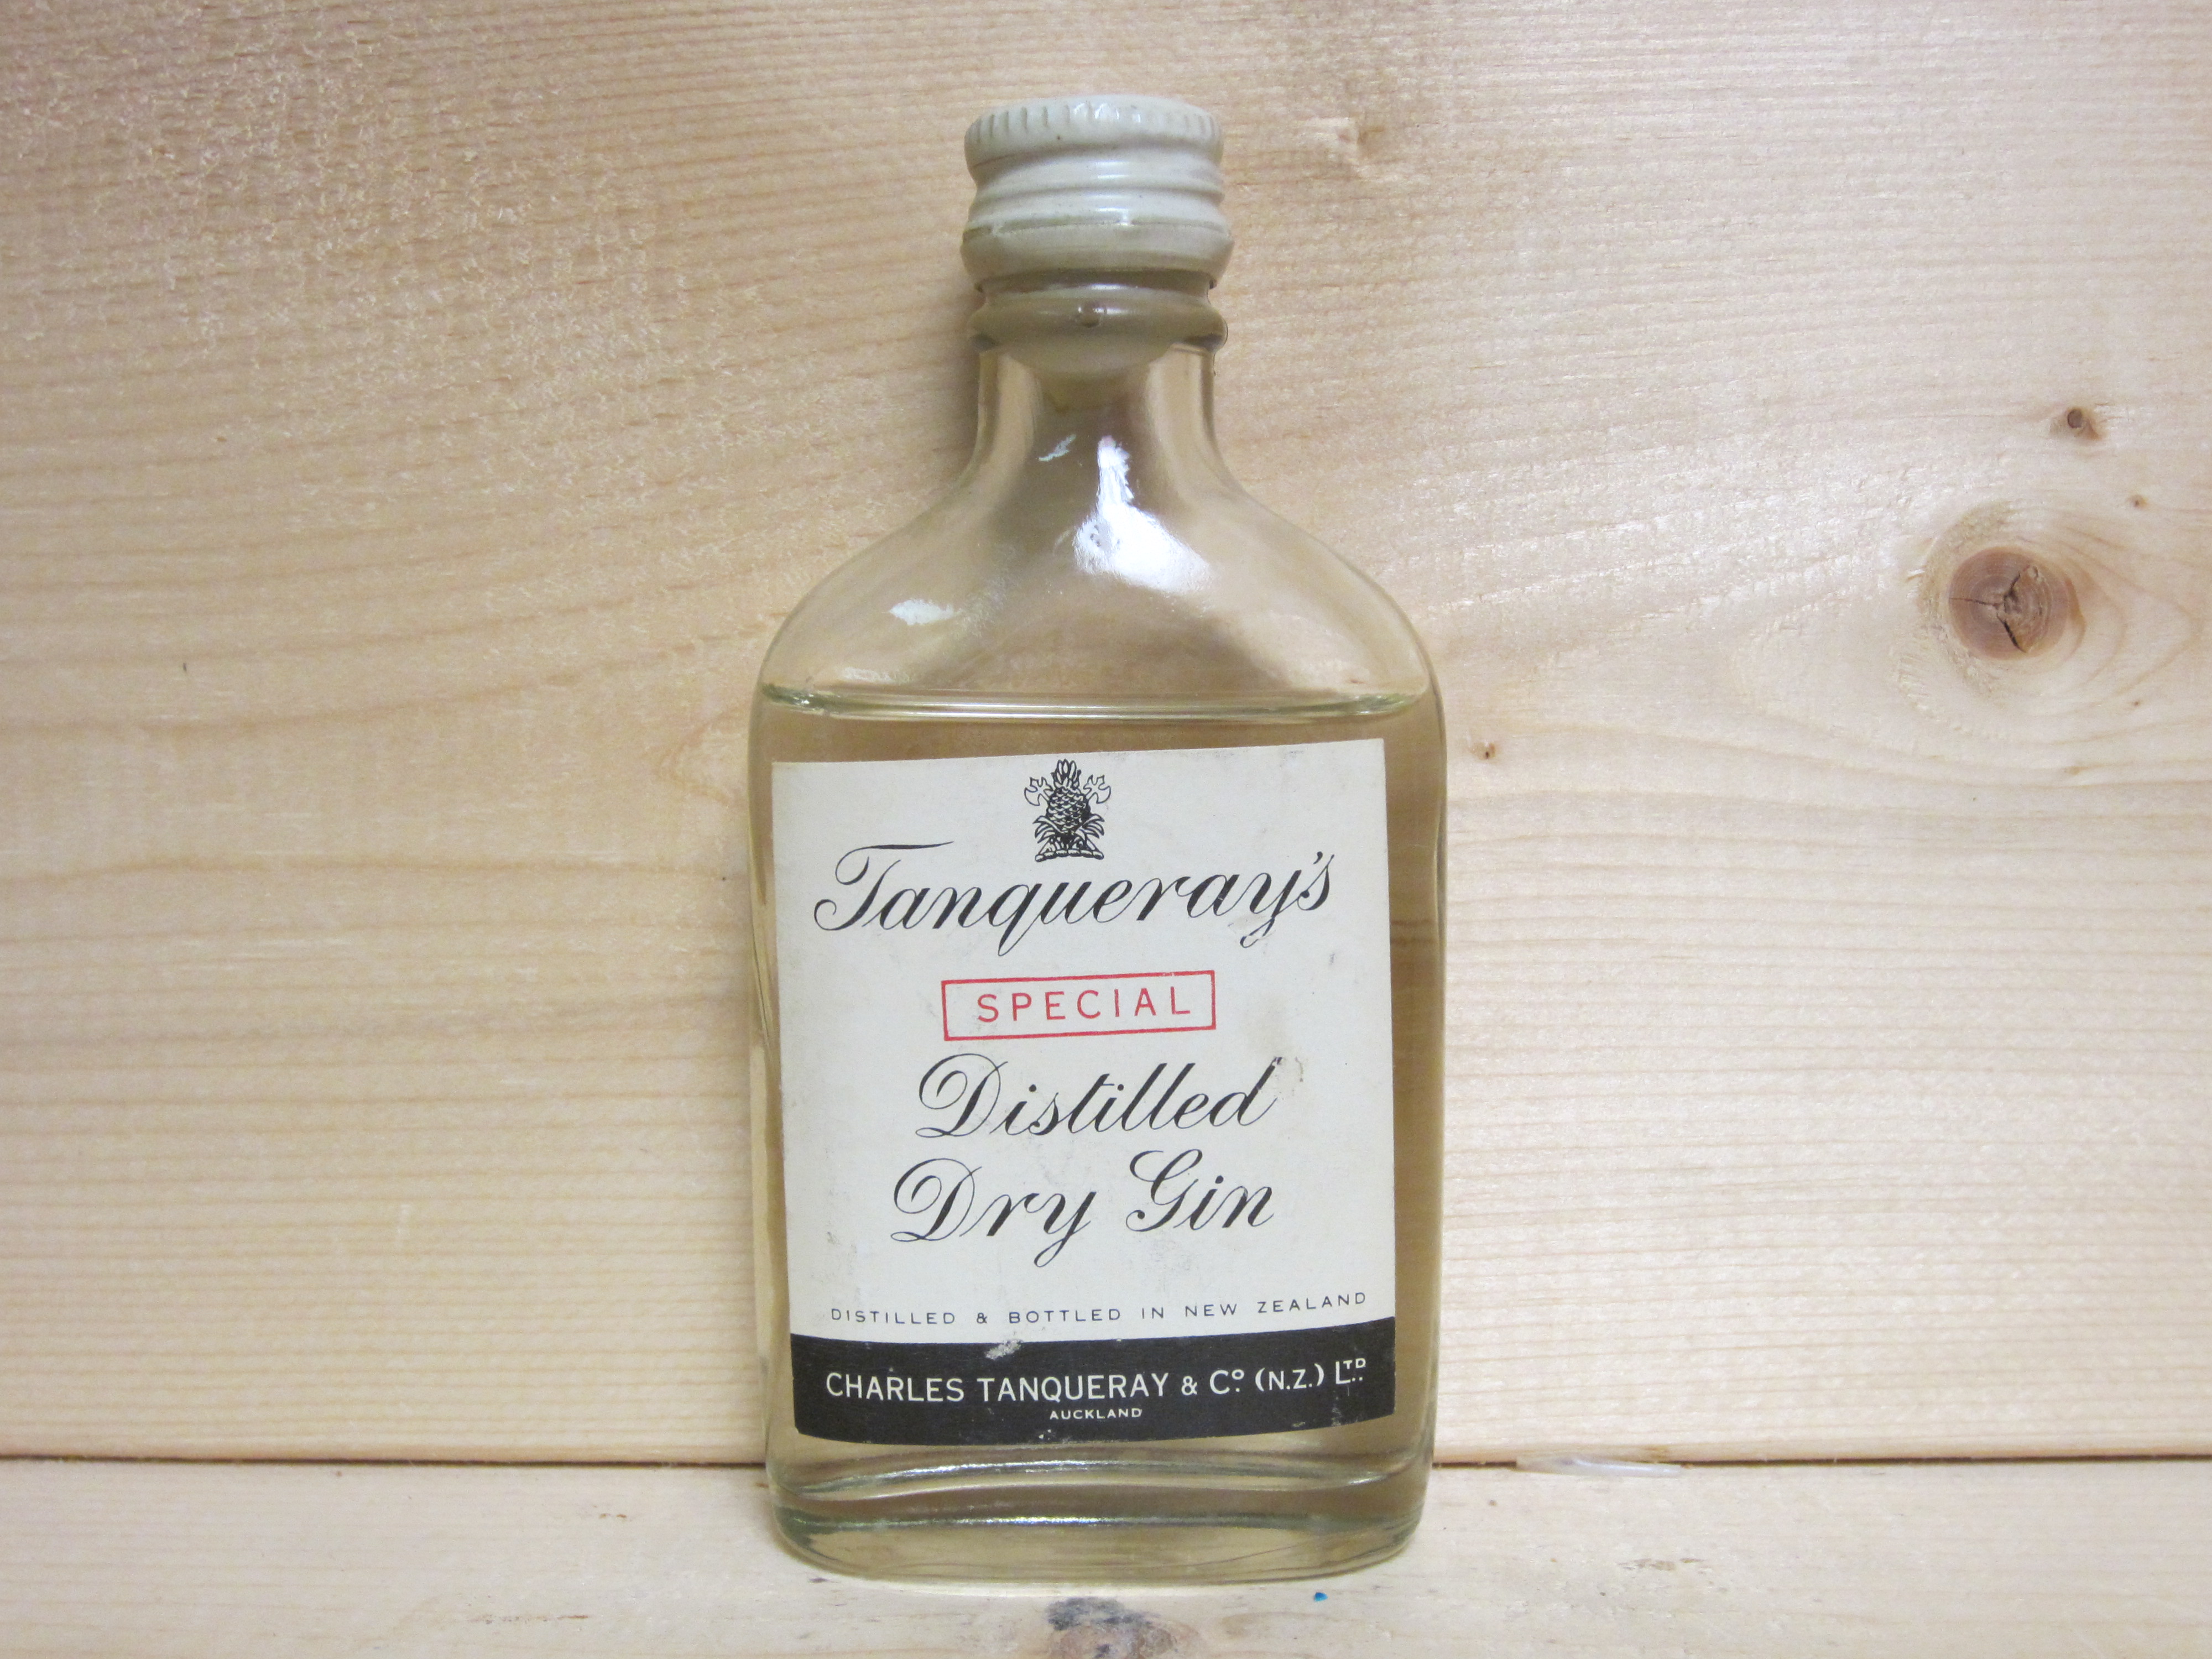 Tanqueray's
SPECIAL
Distilled
Dry Gin
DISTILLED & BOTTLED IN NEW ZEALAND
CHARLES TANQUERAY & Cº. (N.Z.) LTD.
AUCKLAND